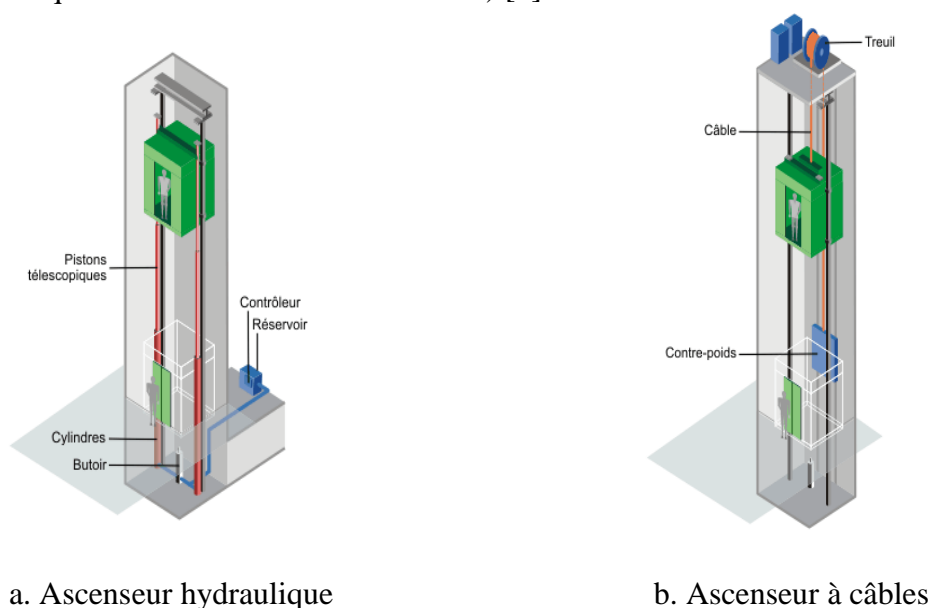 Treuil
Câble
Pistons
télescopiques
Contrôleur
Réservoir
Contre-poids
Cylindres
Butoir
a. Ascenseur hydraulique
b. Ascenseur à câbles